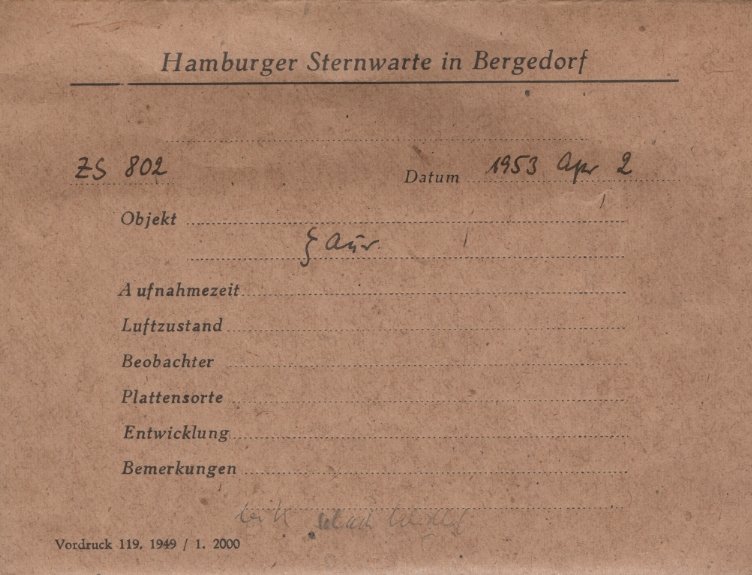 Hamburger Sternwarte in Bergedorf
ZS 802 Datum 1953 Apr 2
Objekt
ζ Aur.
Aufnahmezeit
Luftzustand
Beobachter
Plattensorte
Entwicklung
Bemerkungen
Vordruck 119. 1949 / 1. 2000